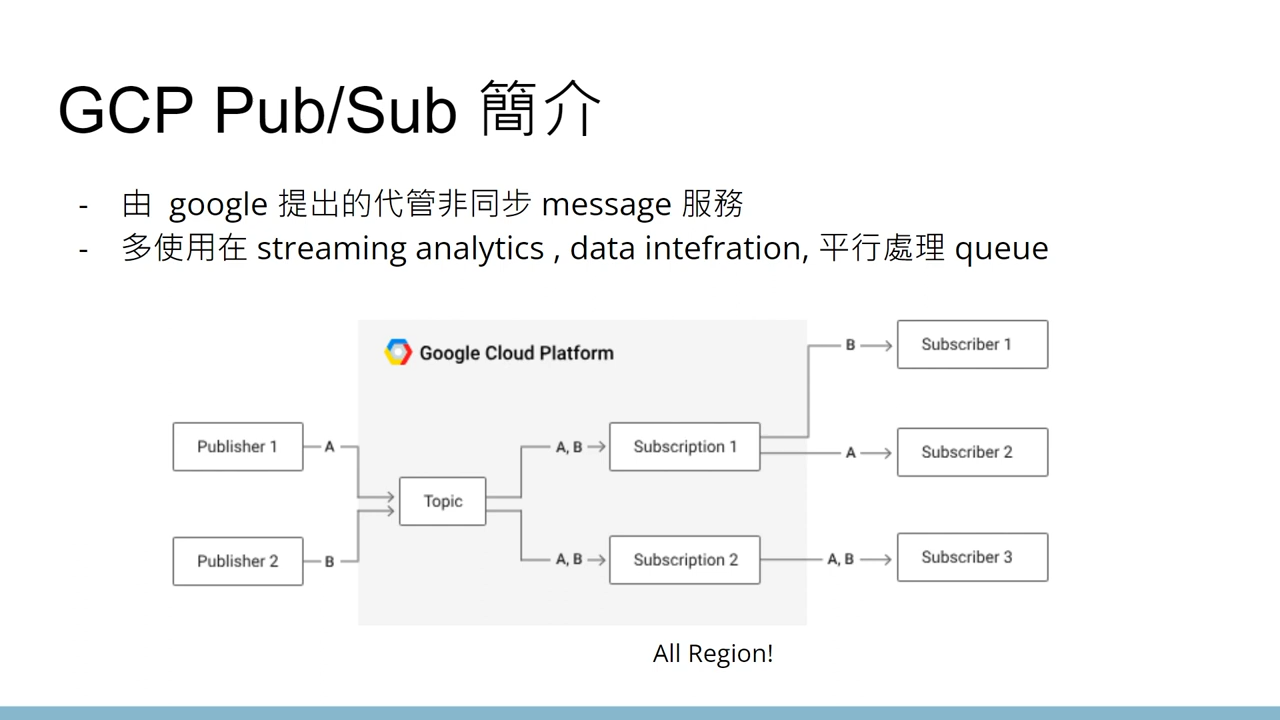 GCP Pub/Sub 簡介
- 由 google 提出的代管非同步 message 服務
- 多使用在 streaming analytics , data intefration, 平行處理 queue
Google Cloud Platform
B
Subscriber 1
Publisher 1
A
A, B
Subscription 1
A
Subscriber 2
Topic
Publisher 2
B
A, B
Subscription 2
A, B
Subscriber 3
All Region!